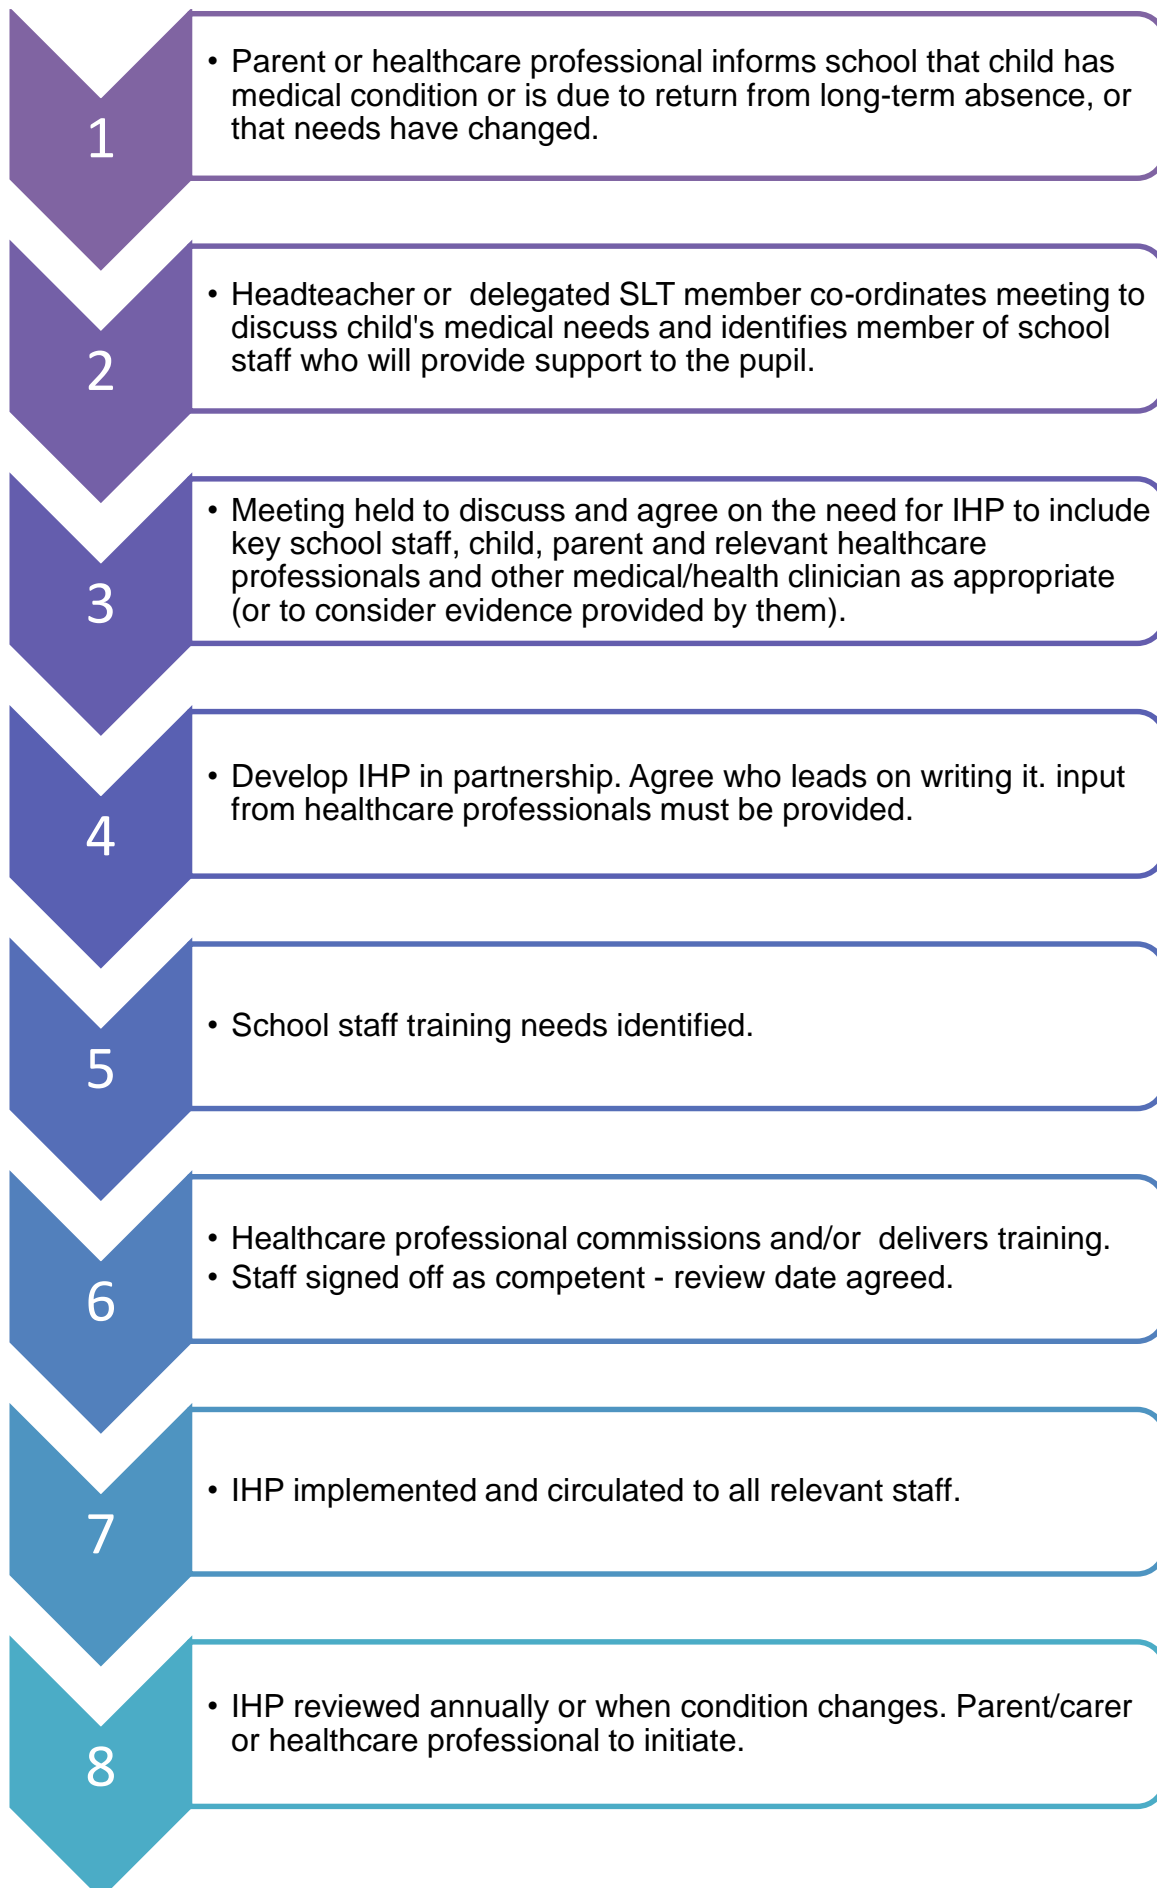 1
• Parent or healthcare professional informs school that child has
medical condition or is due to return from long-term absence, or
that needs have changed.
2
• Headteacher or  delegated SLT member co-ordinates meeting to
discuss child's medical needs and identifies member of school
staff who will provide support to the pupil.
3
• Meeting held to discuss and agree on the need for IHP to include
key school staff, child, parent and relevant healthcare
professionals and other medical/health clinician as appropriate
(or to consider evidence provided by them).
4
• Develop IHP in partnership. Agree who leads on writing it. input
from healthcare professionals must be provided.
5
• School staff training needs identified.
6
• Healthcare professional commissions and/or  delivers training.
• Staff signed off as competent - review date agreed.
7
• IHP implemented and circulated to all relevant staff.
8
• IHP reviewed annually or when condition changes. Parent/carer
or healthcare professional to initiate.